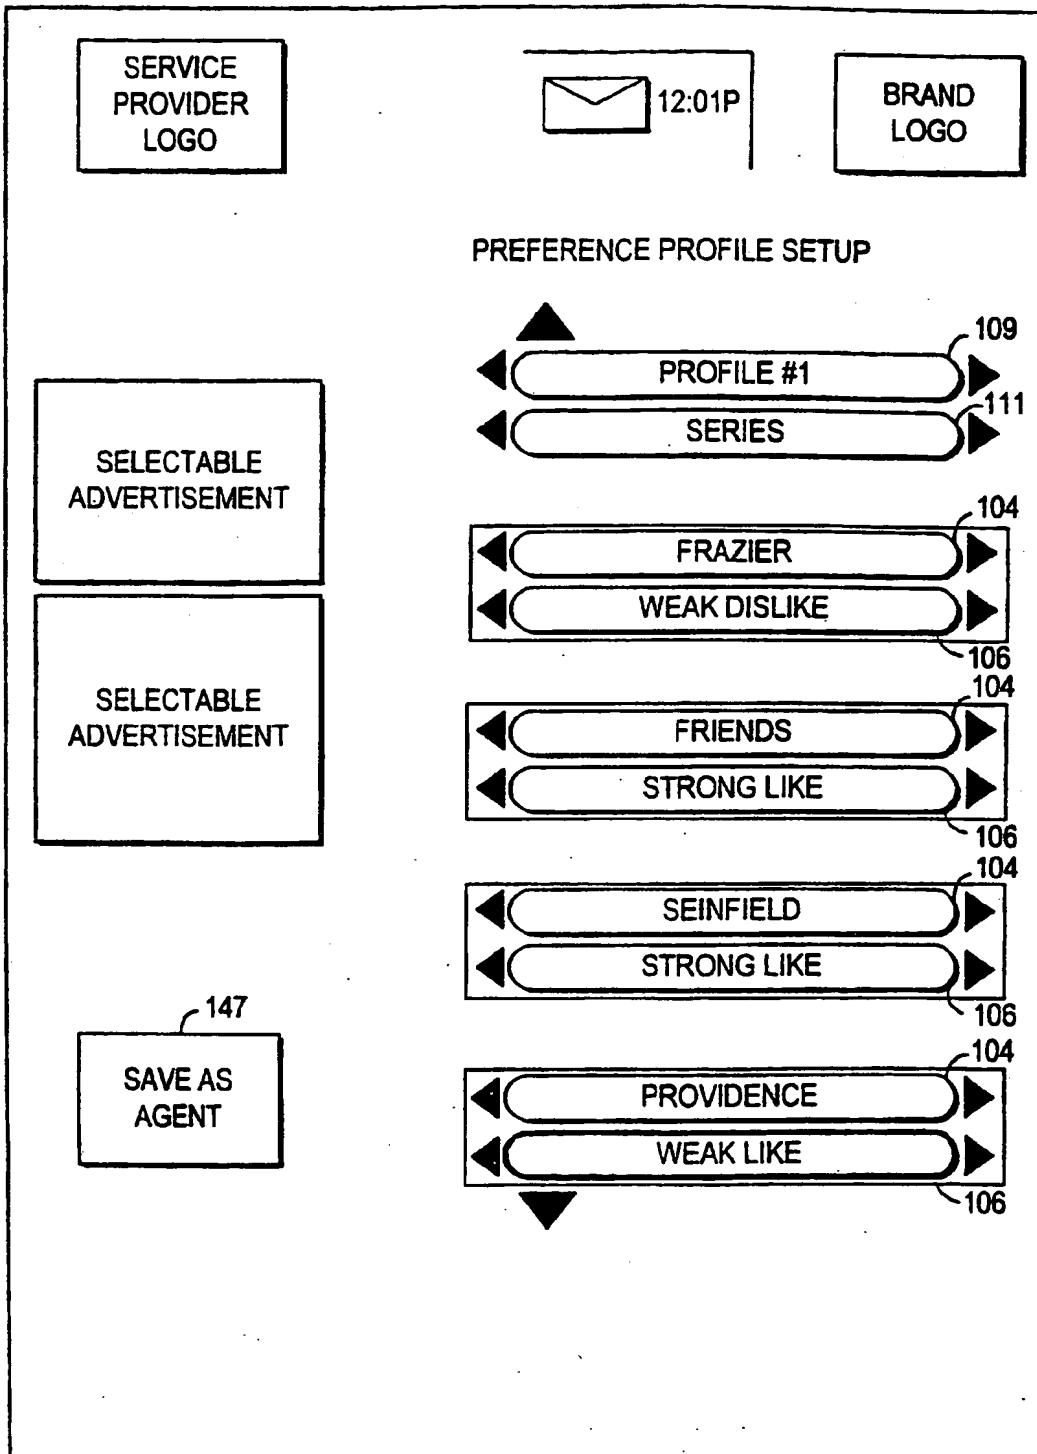 SERVICE
PROVIDER
LOGO
12:01P
BRAND
LOGO
PREFERENCE PROFILE SETUP
109
PROFILE #1
111
SERIES
SELECTABLE
ADVERTISEMENT
104
FRAZIER
WEAK DISLIKE
106
SELECTABLE
ADVERTISEMENT
104
FRIENDS
STRONG LIKE
106
104
SEINFIELD
STRONG LIKE
106
147
SAVE AS
AGENT
104
PROVIDENCE
WEAK LIKE
106